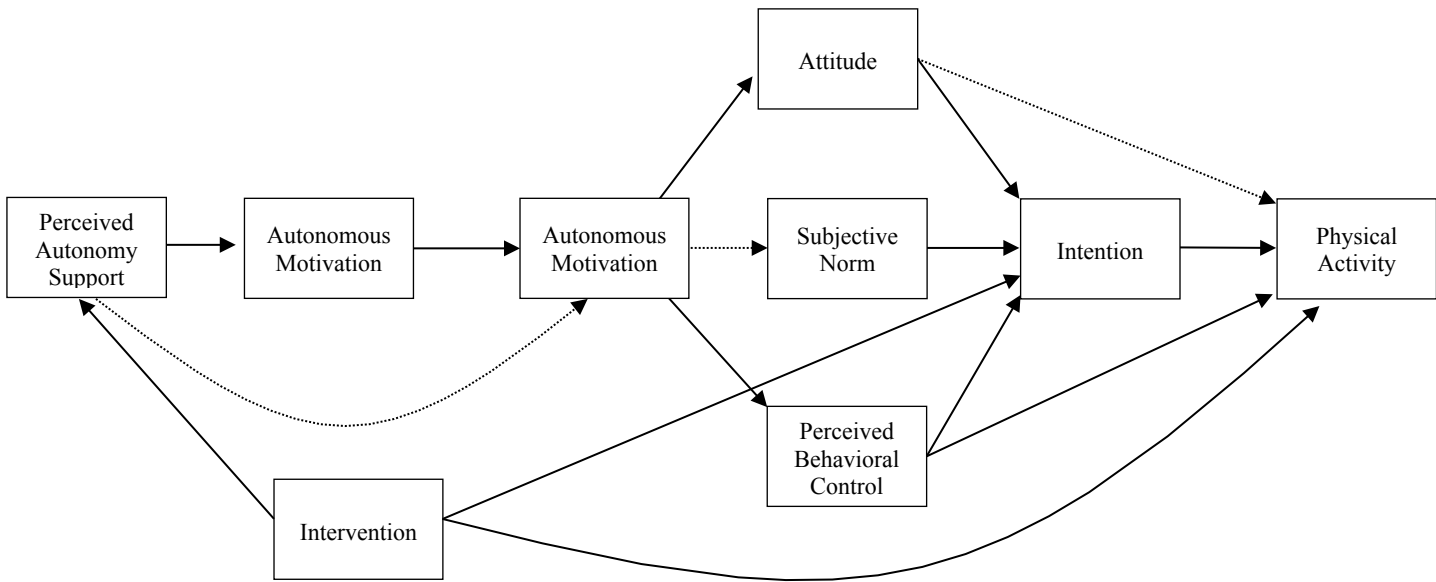 Attitude
Perceived
Autonomy
Support
Autonomous
Motivation
Autonomous
Motivation
Subjective
Norm
Intention
Physical
Activity
Perceived
Behavioral
Control
Intervention